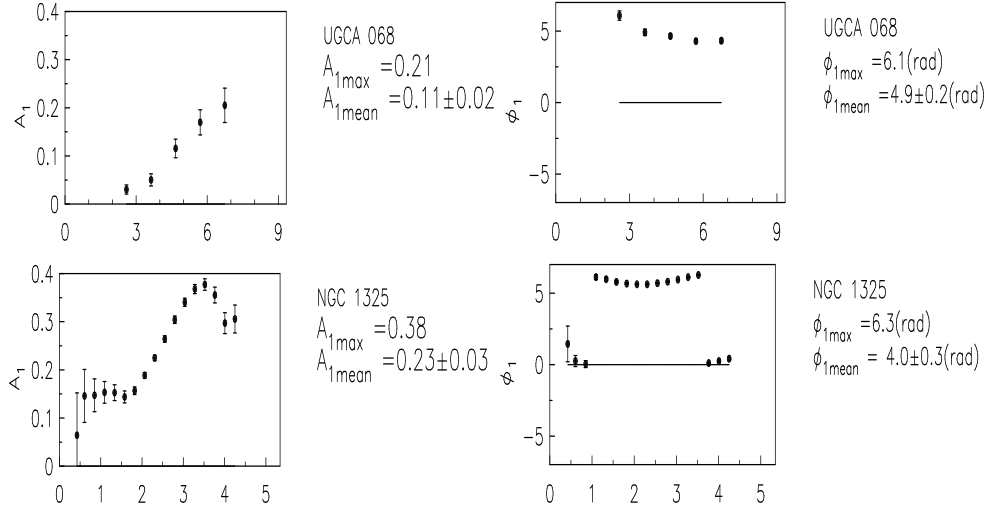 0.4
0.3
0.2
0.1
0
A₁
0 3 6 9
UGCA 068
A₁max =0.21
A₁mean =0.11±0.02
5
0
−5
ϕ₁
0 3 6 9
UGCA 068
ϕ₁max =6.1(rad)
ϕ₁mean =4.9±0.2(rad)
0.4
0.3
0.2
0.1
0
A₁
0 1 2 3 4 5
NGC 1325
A₁max =0.38
A₁mean =0.23±0.03
5
0
−5
ϕ₁
0 1 2 3 4 5
NGC 1325
ϕ₁max =6.3(rad)
ϕ₁mean = 4.0±0.3(rad)